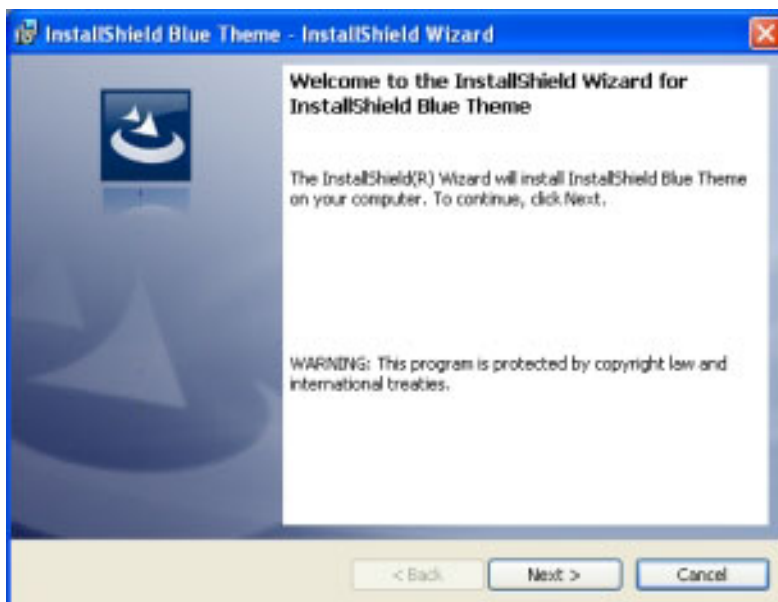 InstallShield Blue Theme - InstallShield Wizard
Welcome to the InstallShield Wizard for
InstallShield Blue Theme
The InstallShield(R) Wizard will install InstallShield Blue Theme
on your computer. To continue, click Next.
WARNING: This program is protected by copyright law and
international treaties.
< Back
Next >
Cancel